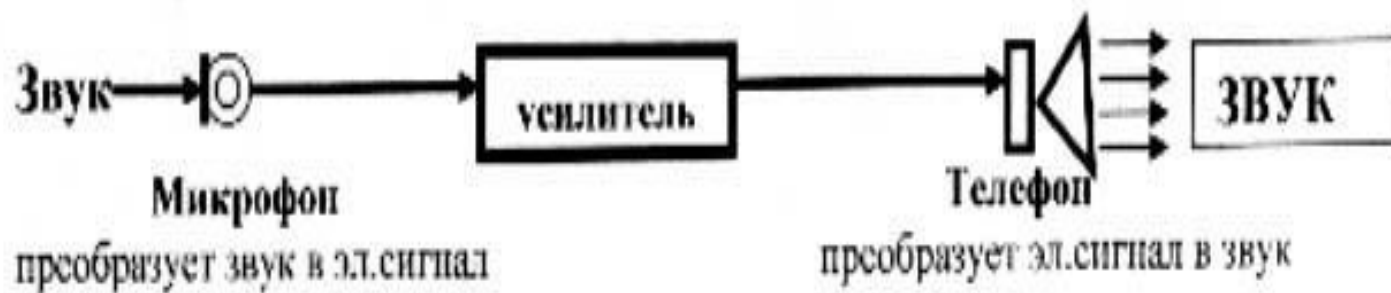 Звук
усилитель
ЗВУК
Микрофон
преобразует звук в эл.сигнал
Телефон
преобразует эл.сигнал в звук